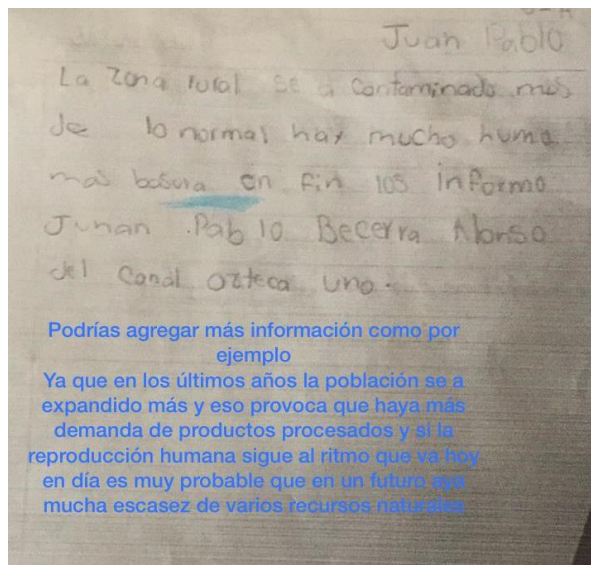 Juan Pablo
La zona rural se a contaminado mas
de lo normal hay mucho humo
mas basura en fin los informo
Junan Pablo Becerra Alonso
del canal azteca uno.
Podrías agregar más información como por
ejemplo
Ya que en los últimos años la población se a
expandido más y eso provoca que haya más
demanda de productos procesados y si la
reproducción humana sigue al ritmo que va hoy
en día es muy probable que en un futuro aya
mucha escasez de varios recursos naturales